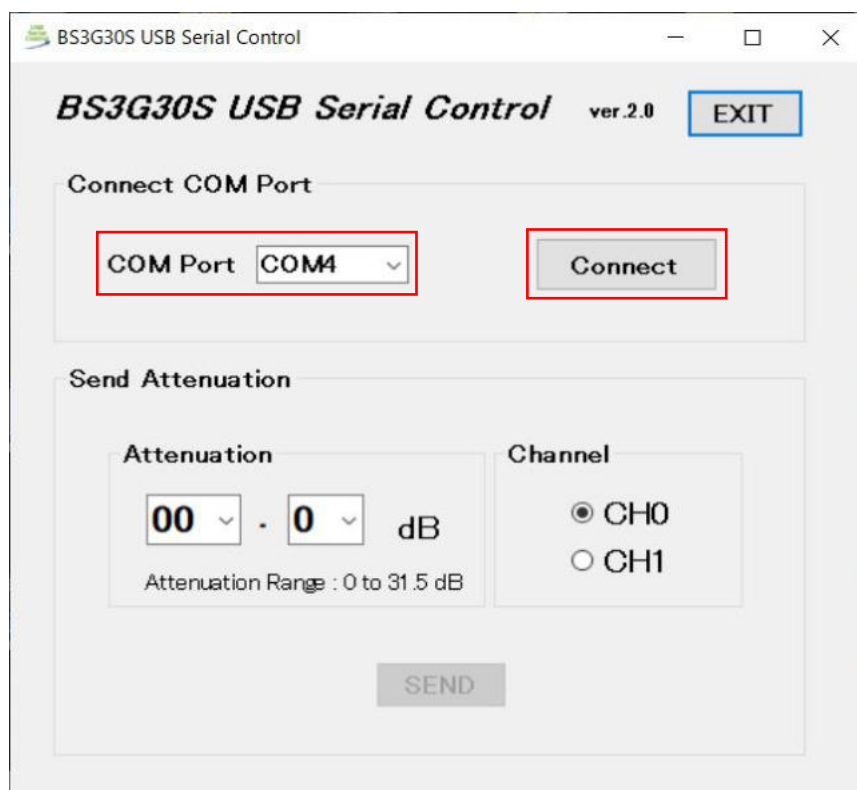 BS3G30S USB Serial Control
BS3G30S USB Serial Control ver.2.0 EXIT
Connect COM Port
COM Port COM4 Connect
Send Attenuation
Attenuation Channel
00 . 0 dB
CH0
CH1
Attenuation Range : 0 to 31.5 dB
SEND